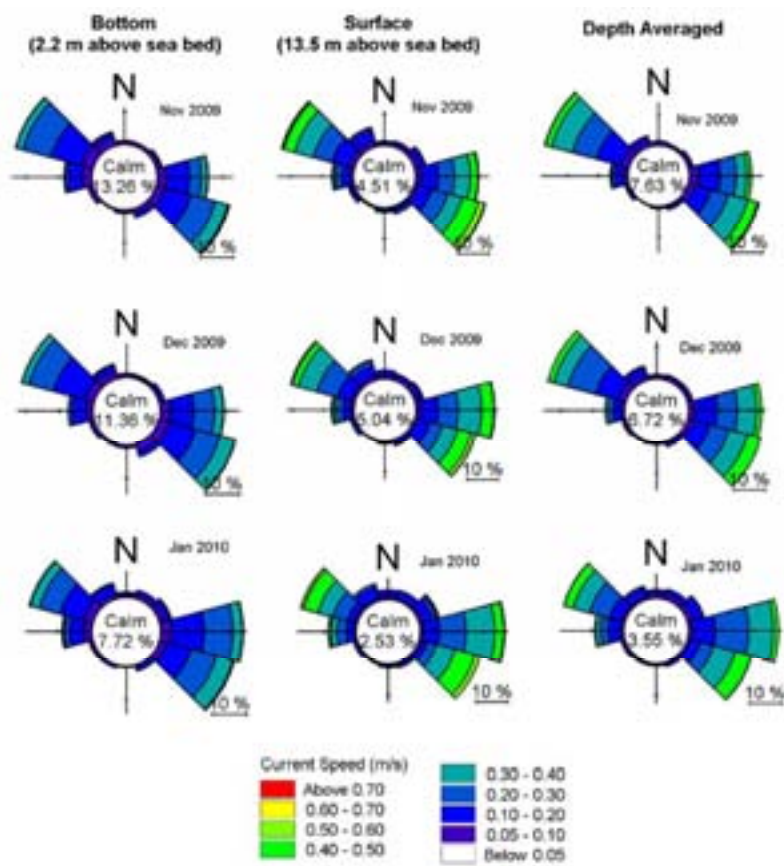 Bottom
(2.2 m above sea bed)
Surface
(13.5 m above sea bed)
Depth Averaged
N
Nov 2009
Calm
13.26 %
N
Nov 2009
Calm
4.51 %
N
Nov 2009
Calm
7.63 %
N
Dec 2009
Calm
11.36 %
N
Dec 2009
Calm
5.04 %
10 %
N
Dec 2009
Calm
6.72 %
10 %
N
Jan 2010
Calm
7.72 %
10 %
N
Jan 2010
Calm
2.53 %
10 %
N
Jan 2010
Calm
3.55 %
10 %
Current Speed (m/s)
Above 0.70
0.60 - 0.70
0.50 - 0.60
0.40 - 0.50
0.30 - 0.40
0.20 - 0.30
0.10 - 0.20
0.05 - 0.10
Below 0.05